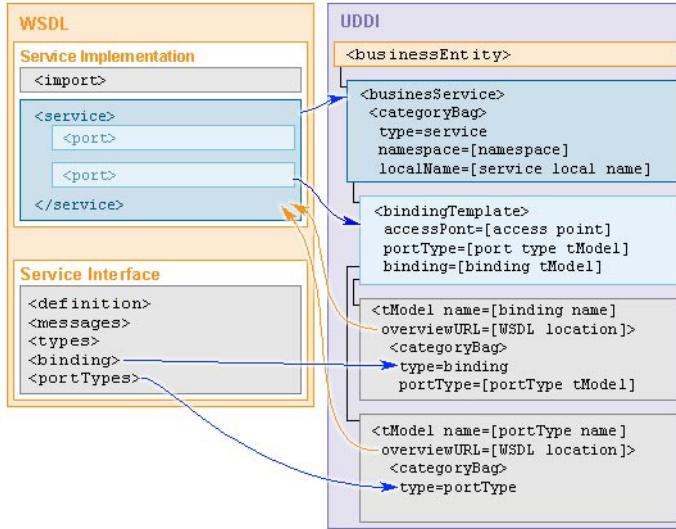 WSDL
Service Implementation
<import>
<service>
<port>
<port>
</service>
Service Interface
<definition>
<messages>
<types>
<binding>
<portTypes>
UDDI
<businessEntity>
<businesService>
<categoryBag>
type=service
namespace=[namespace]
localName=[service local name]
<bindingTemplate>
accessPont=[access point]
portType=[port type tModel]
binding=[binding tModel]
<tModel name=[binding name]
overviewURL=[WSDL location]>
<categoryBag>
type=binding
portType=[portType tModel]
<tModel name=[portType name]
overviewURL=[WSDL location]>
<categoryBag>
type=portType